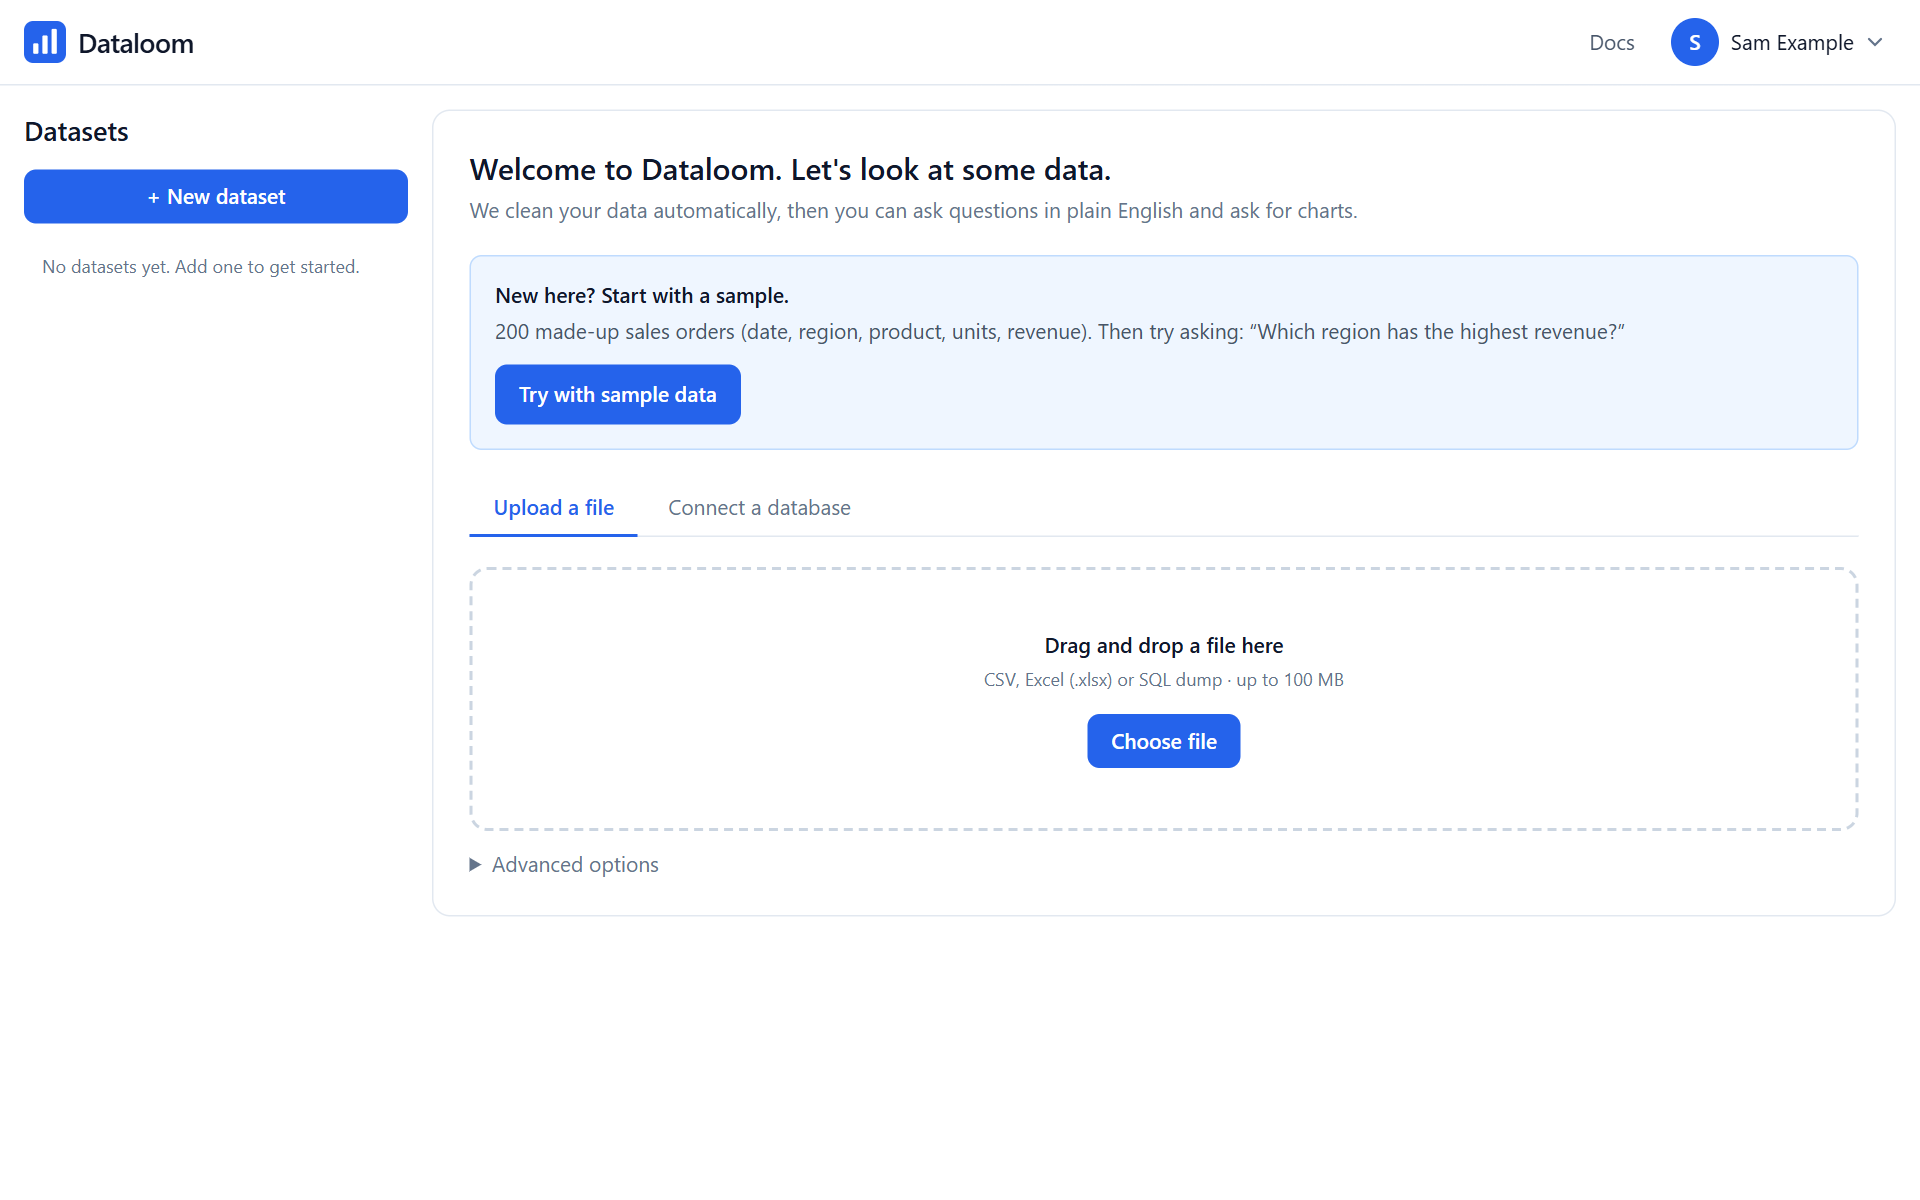 Dataloom
Docs
S
Sam Example
Datasets
+ New dataset
No datasets yet. Add one to get started.
Welcome to Dataloom. Let's look at some data.
We clean your data automatically, then you can ask questions in plain English and ask for charts.
New here? Start with a sample.
200 made-up sales orders (date, region, product, units, revenue). Then try asking: “Which region has the highest revenue?”
Try with sample data
Upload a file
Connect a database
Drag and drop a file here
CSV, Excel (.xlsx) or SQL dump · up to 100 MB
Choose file
Advanced options